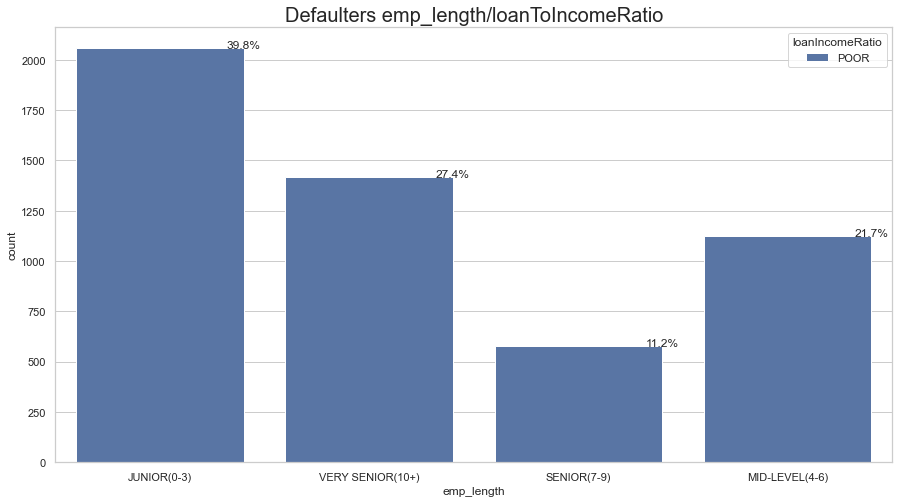 Defaulters emp_length/loanToIncomeRatio
loanIncomeRatio
POOR
39.8%
27.4%
11.2%
21.7%
2000
1750
1500
1250
1000
750
500
250
0
count
JUNIOR(0-3)
VERY SENIOR(10+)
SENIOR(7-9)
MID-LEVEL(4-6)
emp_length